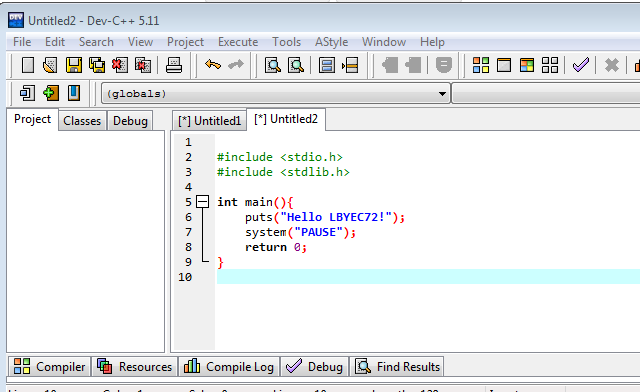 DEV
Untitled2 - Dev-C++ 5.11
File Edit Search View Project Execute Tools AStyle Window Help
(globals)
Project Classes Debug [*] Untitled1 [*] Untitled2
1
2 #include <stdio.h>
3 #include <stdlib.h>
4
5 int main(){
6 puts("Hello LBYEC72!");
7 system("PAUSE");
8 return 0;
9 }
10
Compiler Resources Compile Log Debug Find Results